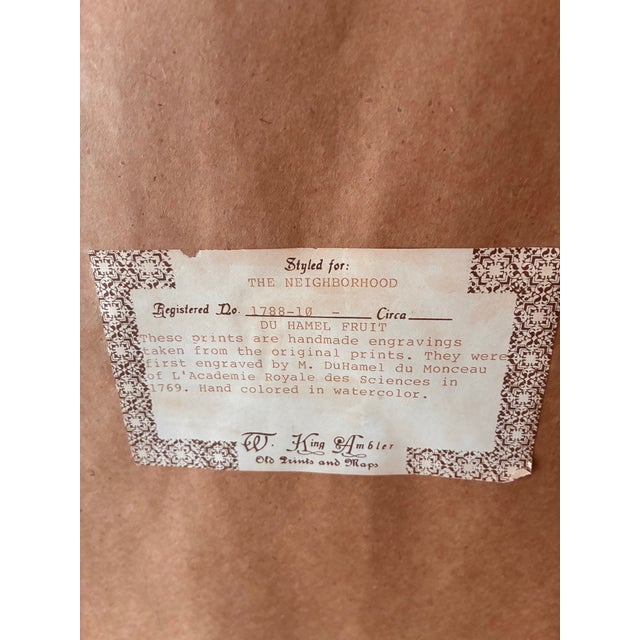 Styled for:
THE NEIGHBORHOOD
Registered No. 1788-10 - Circa
DU HAMEL FRUIT
These prints are handmade engravings
taken from the original prints. They were
first engraved by M. DuHamel du Monceau
of L'Academie Royale des Sciences in
1769. Hand colored in watercolor.
W. King Ambler
Old Prints and Maps